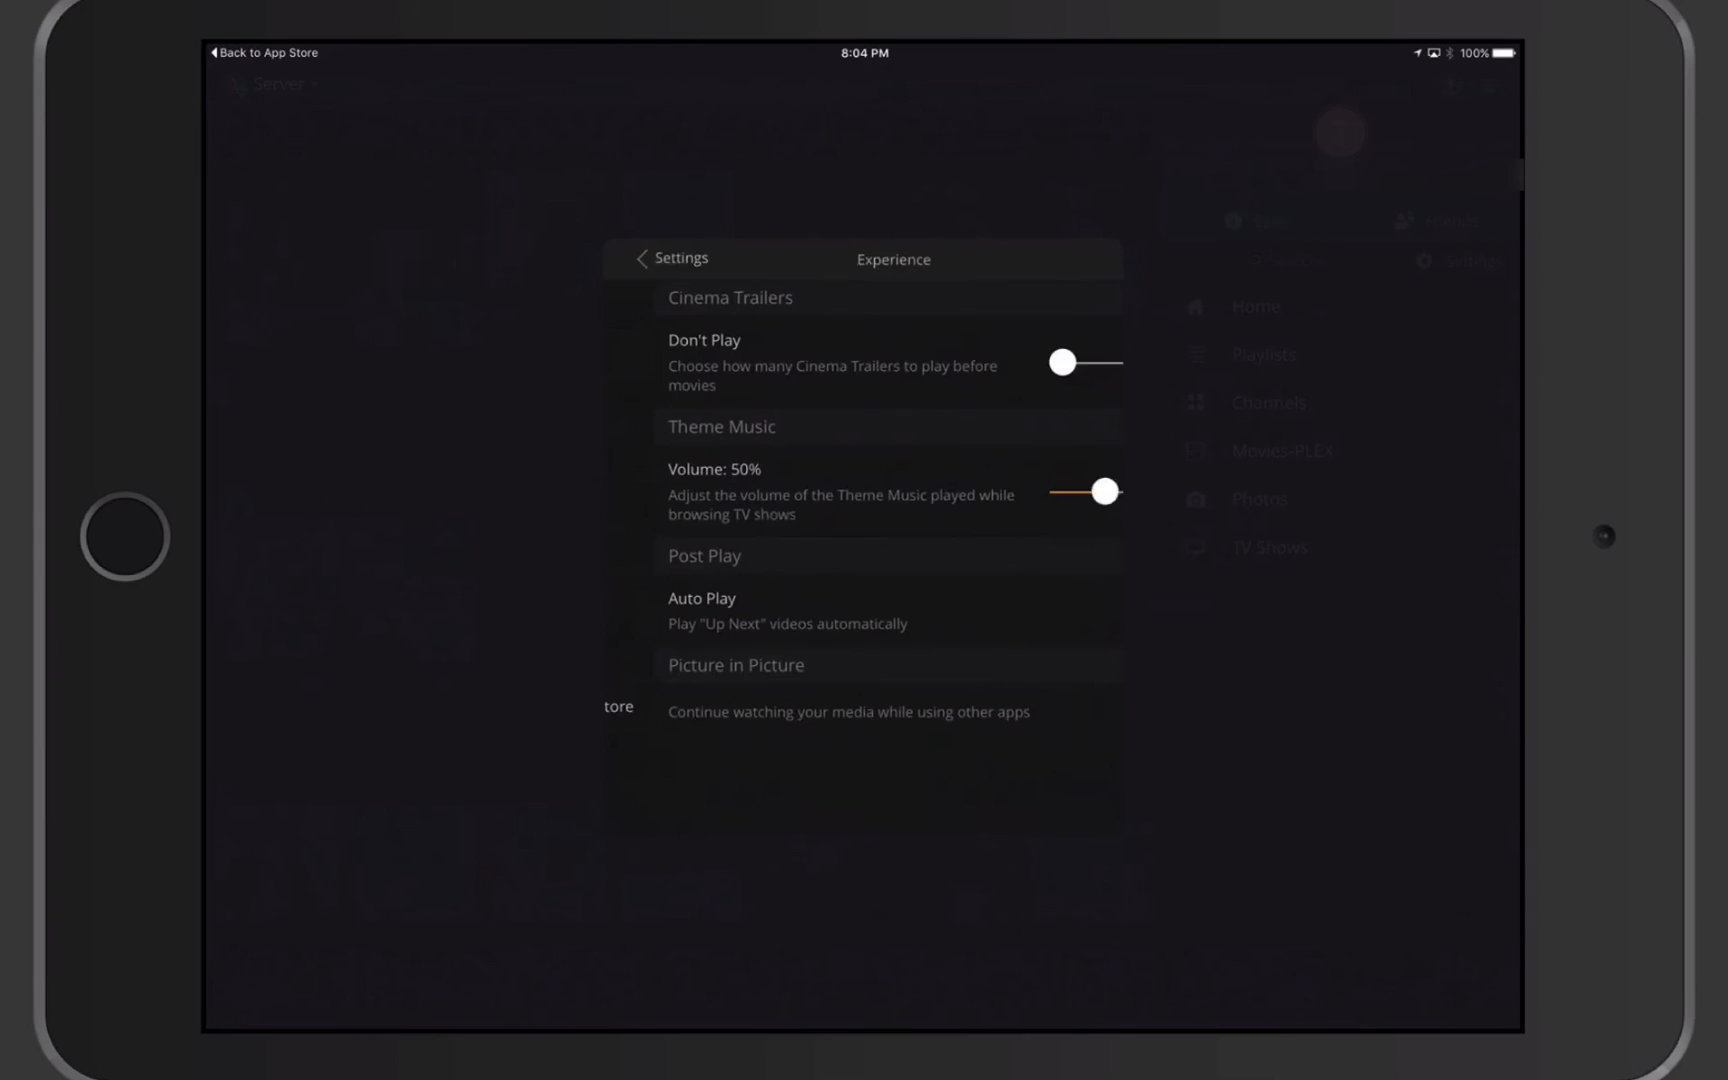 Back to App Store
8:04 PM
100%
Server
Settings
Experience
Cinema Trailers
Don't Play
Choose how many Cinema Trailers to play before
movies
Theme Music
Volume: 50%
Adjust the volume of the Theme Music played while
browsing TV shows
Post Play
Auto Play
Play "Up Next" videos automatically
Picture in Picture
tore
Continue watching your media while using other apps
Settings
Home
Playlists
Channels
Movies-PLEX
Photos
TV Shows